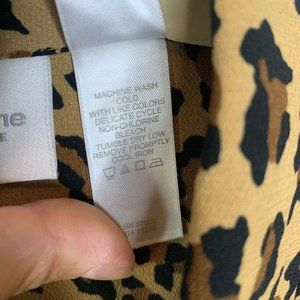 MACHINE WASH
COLD
WITH LIKE COLORS
DELICATE CYCLE
NON-CHLORINE
BLEACH
TUMBLE DRY LOW
REMOVE PROMPTLY
COOL IRON